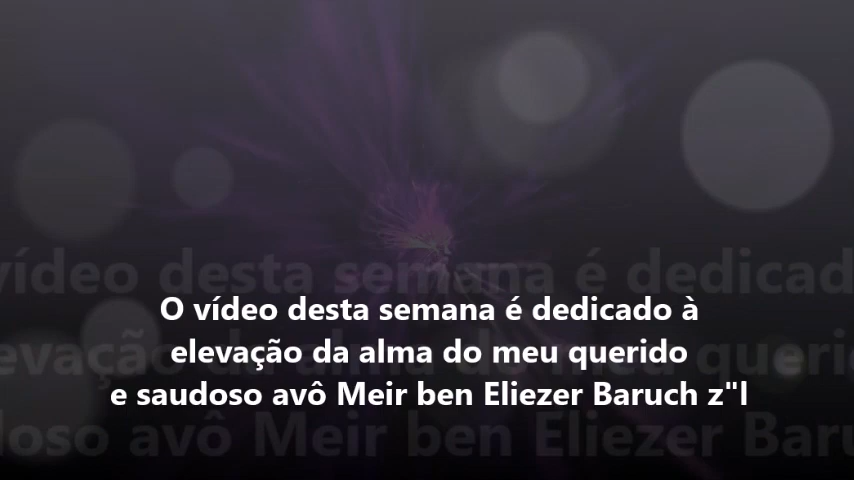 O vídeo desta semana é dedicado à
elevação da alma do meu querido
e saudoso avô Meir ben Eliezer Baruch z"l